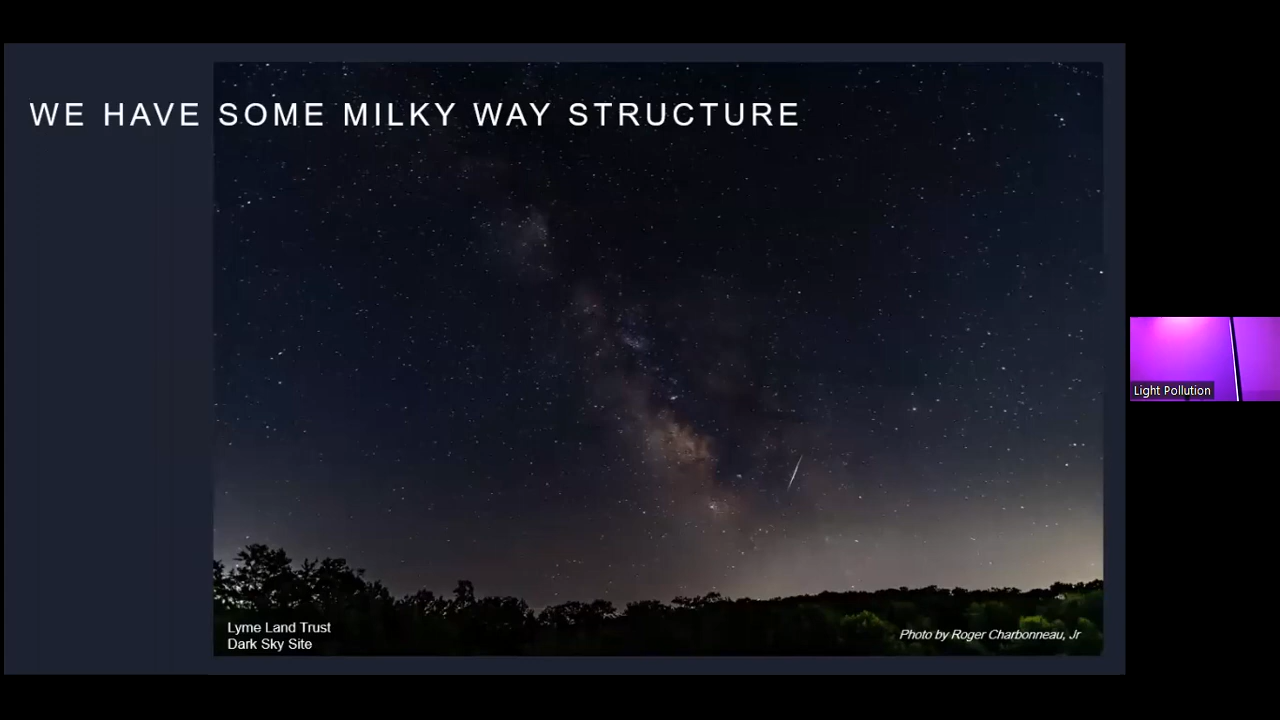 WE HAVE SOME MILKY WAY STRUCTURE
Light Pollution
Lyme Land Trust
Dark Sky Site
Photo by Roger Charbonneau, Jr